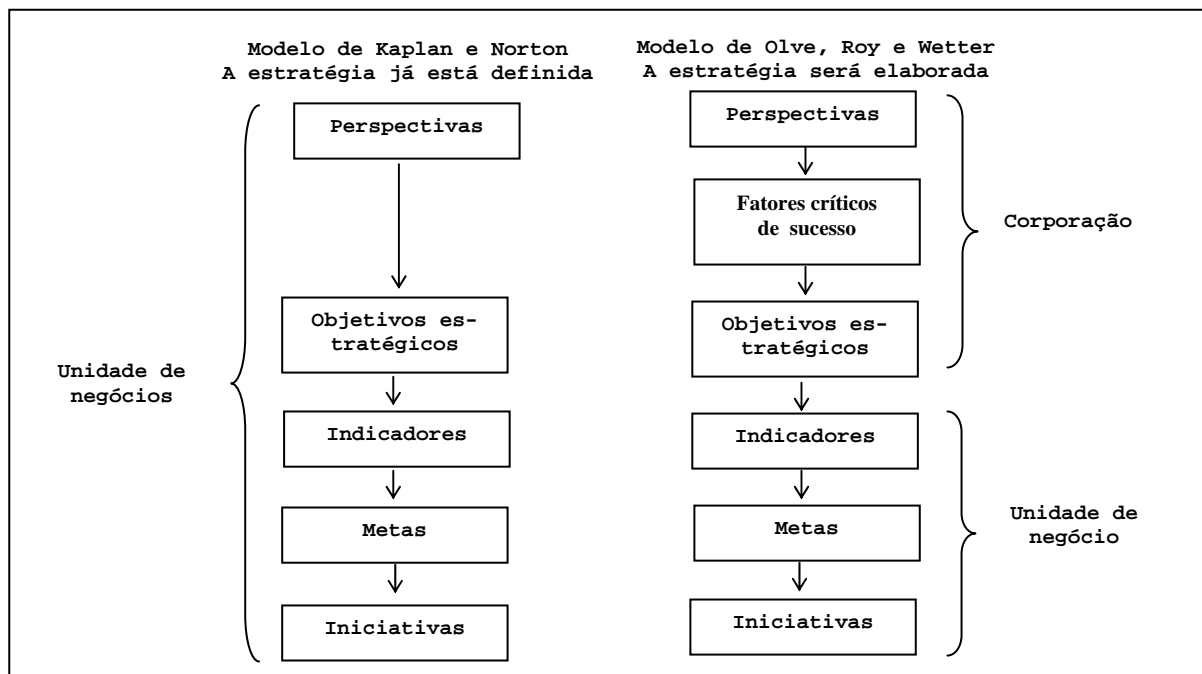 Modelo de Kaplan e Norton
A estratégia já está definida
Perspectivas
Objetivos es-
tratégicos
Indicadores
Metas
Iniciativas
Unidade de
negócios
Modelo de Olve, Roy e Wetter
A estratégia será elaborada
Perspectivas
Fatores críticos
de sucesso
Objetivos es-
tratégicos
Indicadores
Metas
Iniciativas
Corporação
Unidade de
negócio